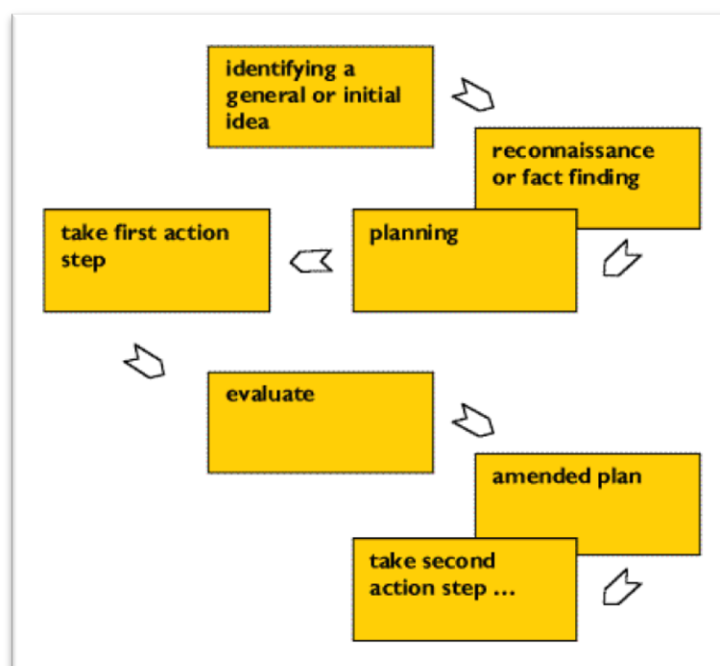 identifying a
general or initial
idea
reconnaissance
or fact finding
planning
take first action
step
evaluate
amended plan
take second
action step ...